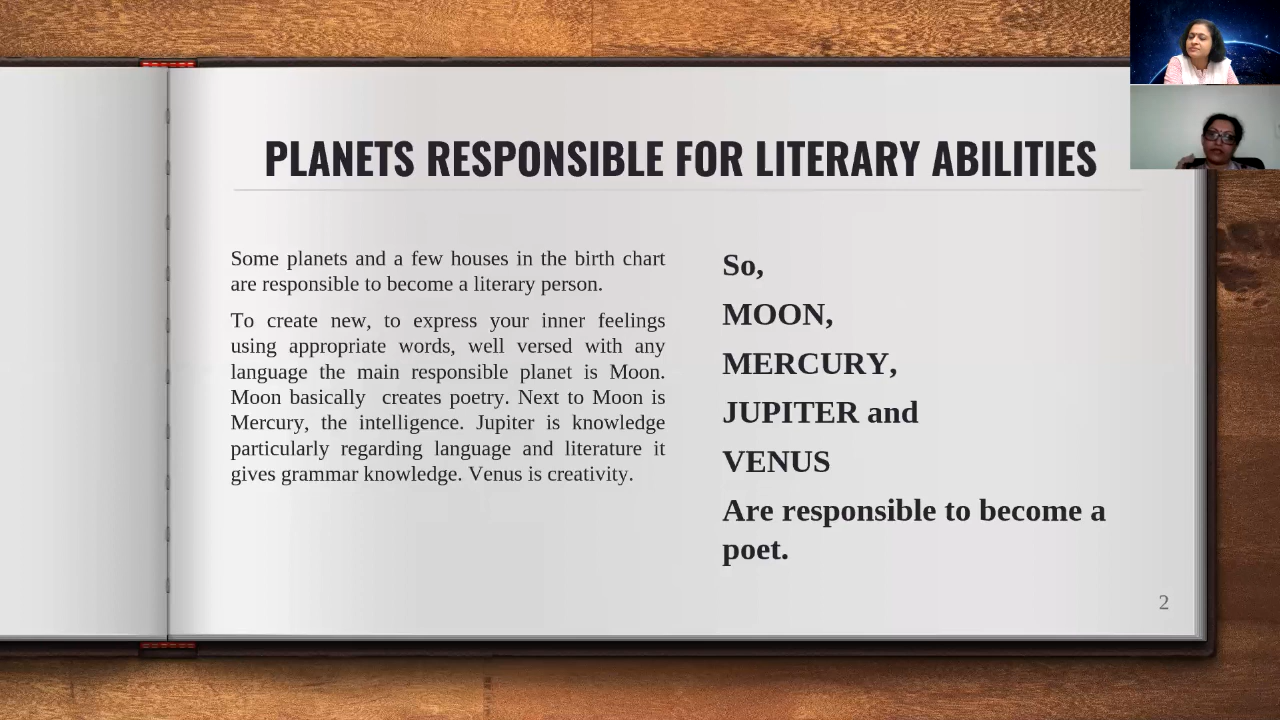 PLANETS RESPONSIBLE FOR LITERARY ABILITIES
Some planets and a few houses in the birth chart
are responsible to become a literary person.
To create new, to express your inner feelings
using appropriate words, well versed with any
language the main responsible planet is Moon.
Moon basically creates poetry. Next to Moon is
Mercury, the intelligence. Jupiter is knowledge
particularly regarding language and literature it
gives grammar knowledge. Venus is creativity.
So,
MOON,
MERCURY,
JUPITER and
VENUS
Are responsible to become a
poet.
2